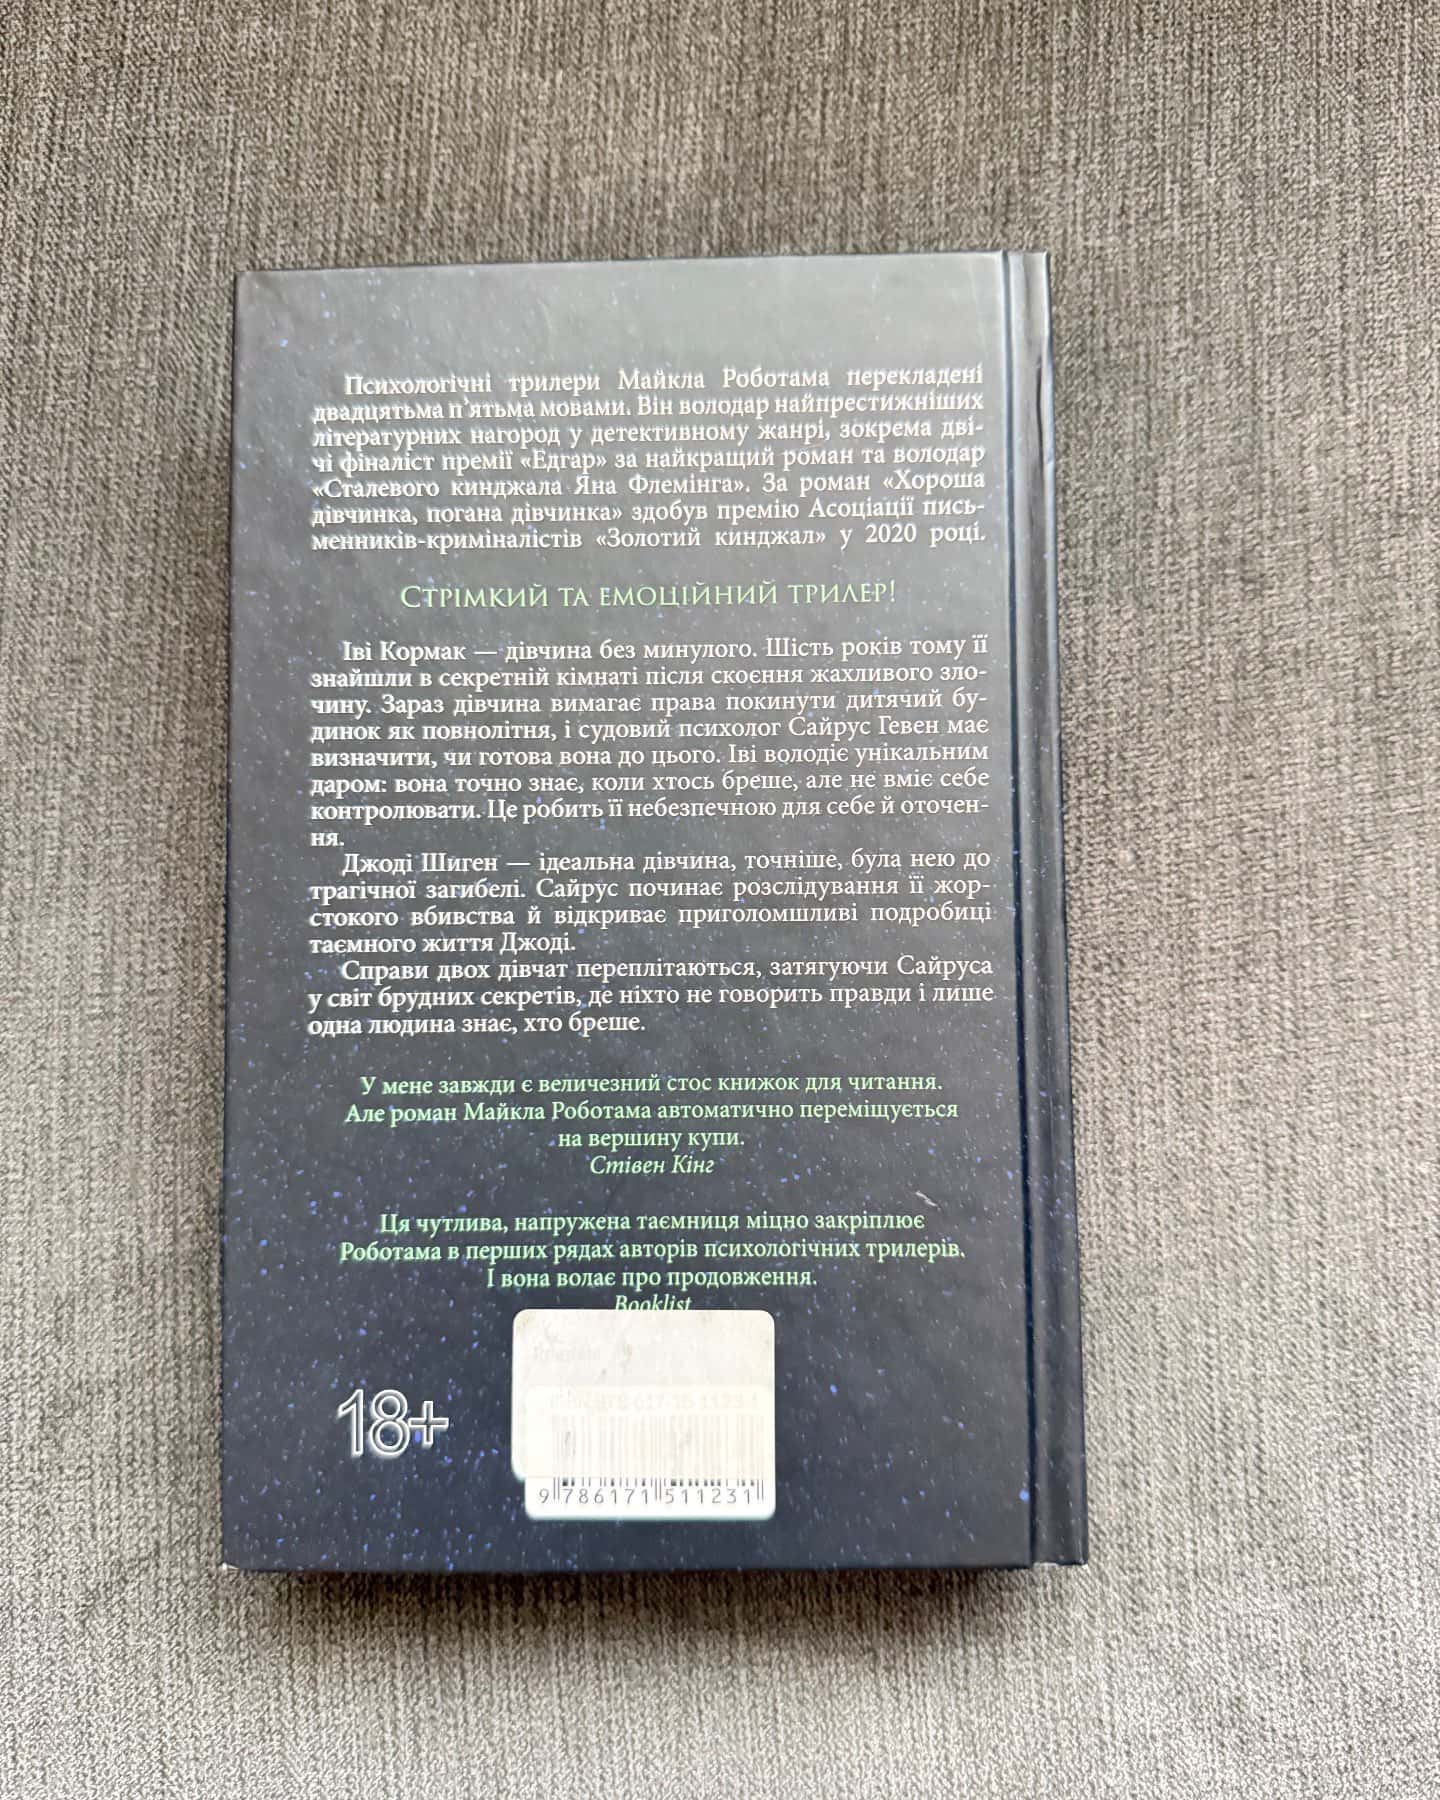 Психологічні трилери Майкла Роботама перекладені
двадцятьма п’ятьма мовами. Він володар найпрестижніших
літературних нагород у детективному жанрі, зокрема дві-
чі фіналіст премії «Едгар» за найкращий роман та володар
«Сталевого кинджала Яна Флемінга». За роман «Хороша
дівчинка, погана дівчинка» здобув премію Асоціації пись-
менників-криміналістів «Золотий кинджал» у 2020 році.
Стрімкий та емоційний трилер!
Іві Кормак — дівчина без минулого. Шість років тому її
знайшли в секретній кімнаті після скоєння жахливого зло-
чину. Зараз дівчина вимагає права покинути дитячий бу-
динок як повнолітня, і судовий психолог Сайрус Гевен має
визначити, чи готова вона до цього. Іві володіє унікальним
даром: вона точно знає, коли хтось бреше, але не вміє себе
контролювати. Це робить її небезпечною для себе й оточен-
ня.
Джоді Шиген — ідеальна дівчина, точніше, була нею до
трагічної загибелі. Сайрус починає розслідування її жор-
стокого вбивства й відкриває приголомшливі подробиці
таємного життя Джоді.
Справи двох дівчат переплітаються, затягуючи Сайруса
у світ брудних секретів, де ніхто не говорить правди і лише
одна людина знає, хто бреше.
У мене завжди є величезний стос книжок для читання.
Але роман Майкла Роботама автоматично переміщується
на вершину купи.
Стівен Кінг
Ця чутлива, напружена таємниця міцно закріплює
Роботама в перших рядах авторів психологічних трилерів.
І вона волає про продовження.
Booklist
18+
9 786171 511231